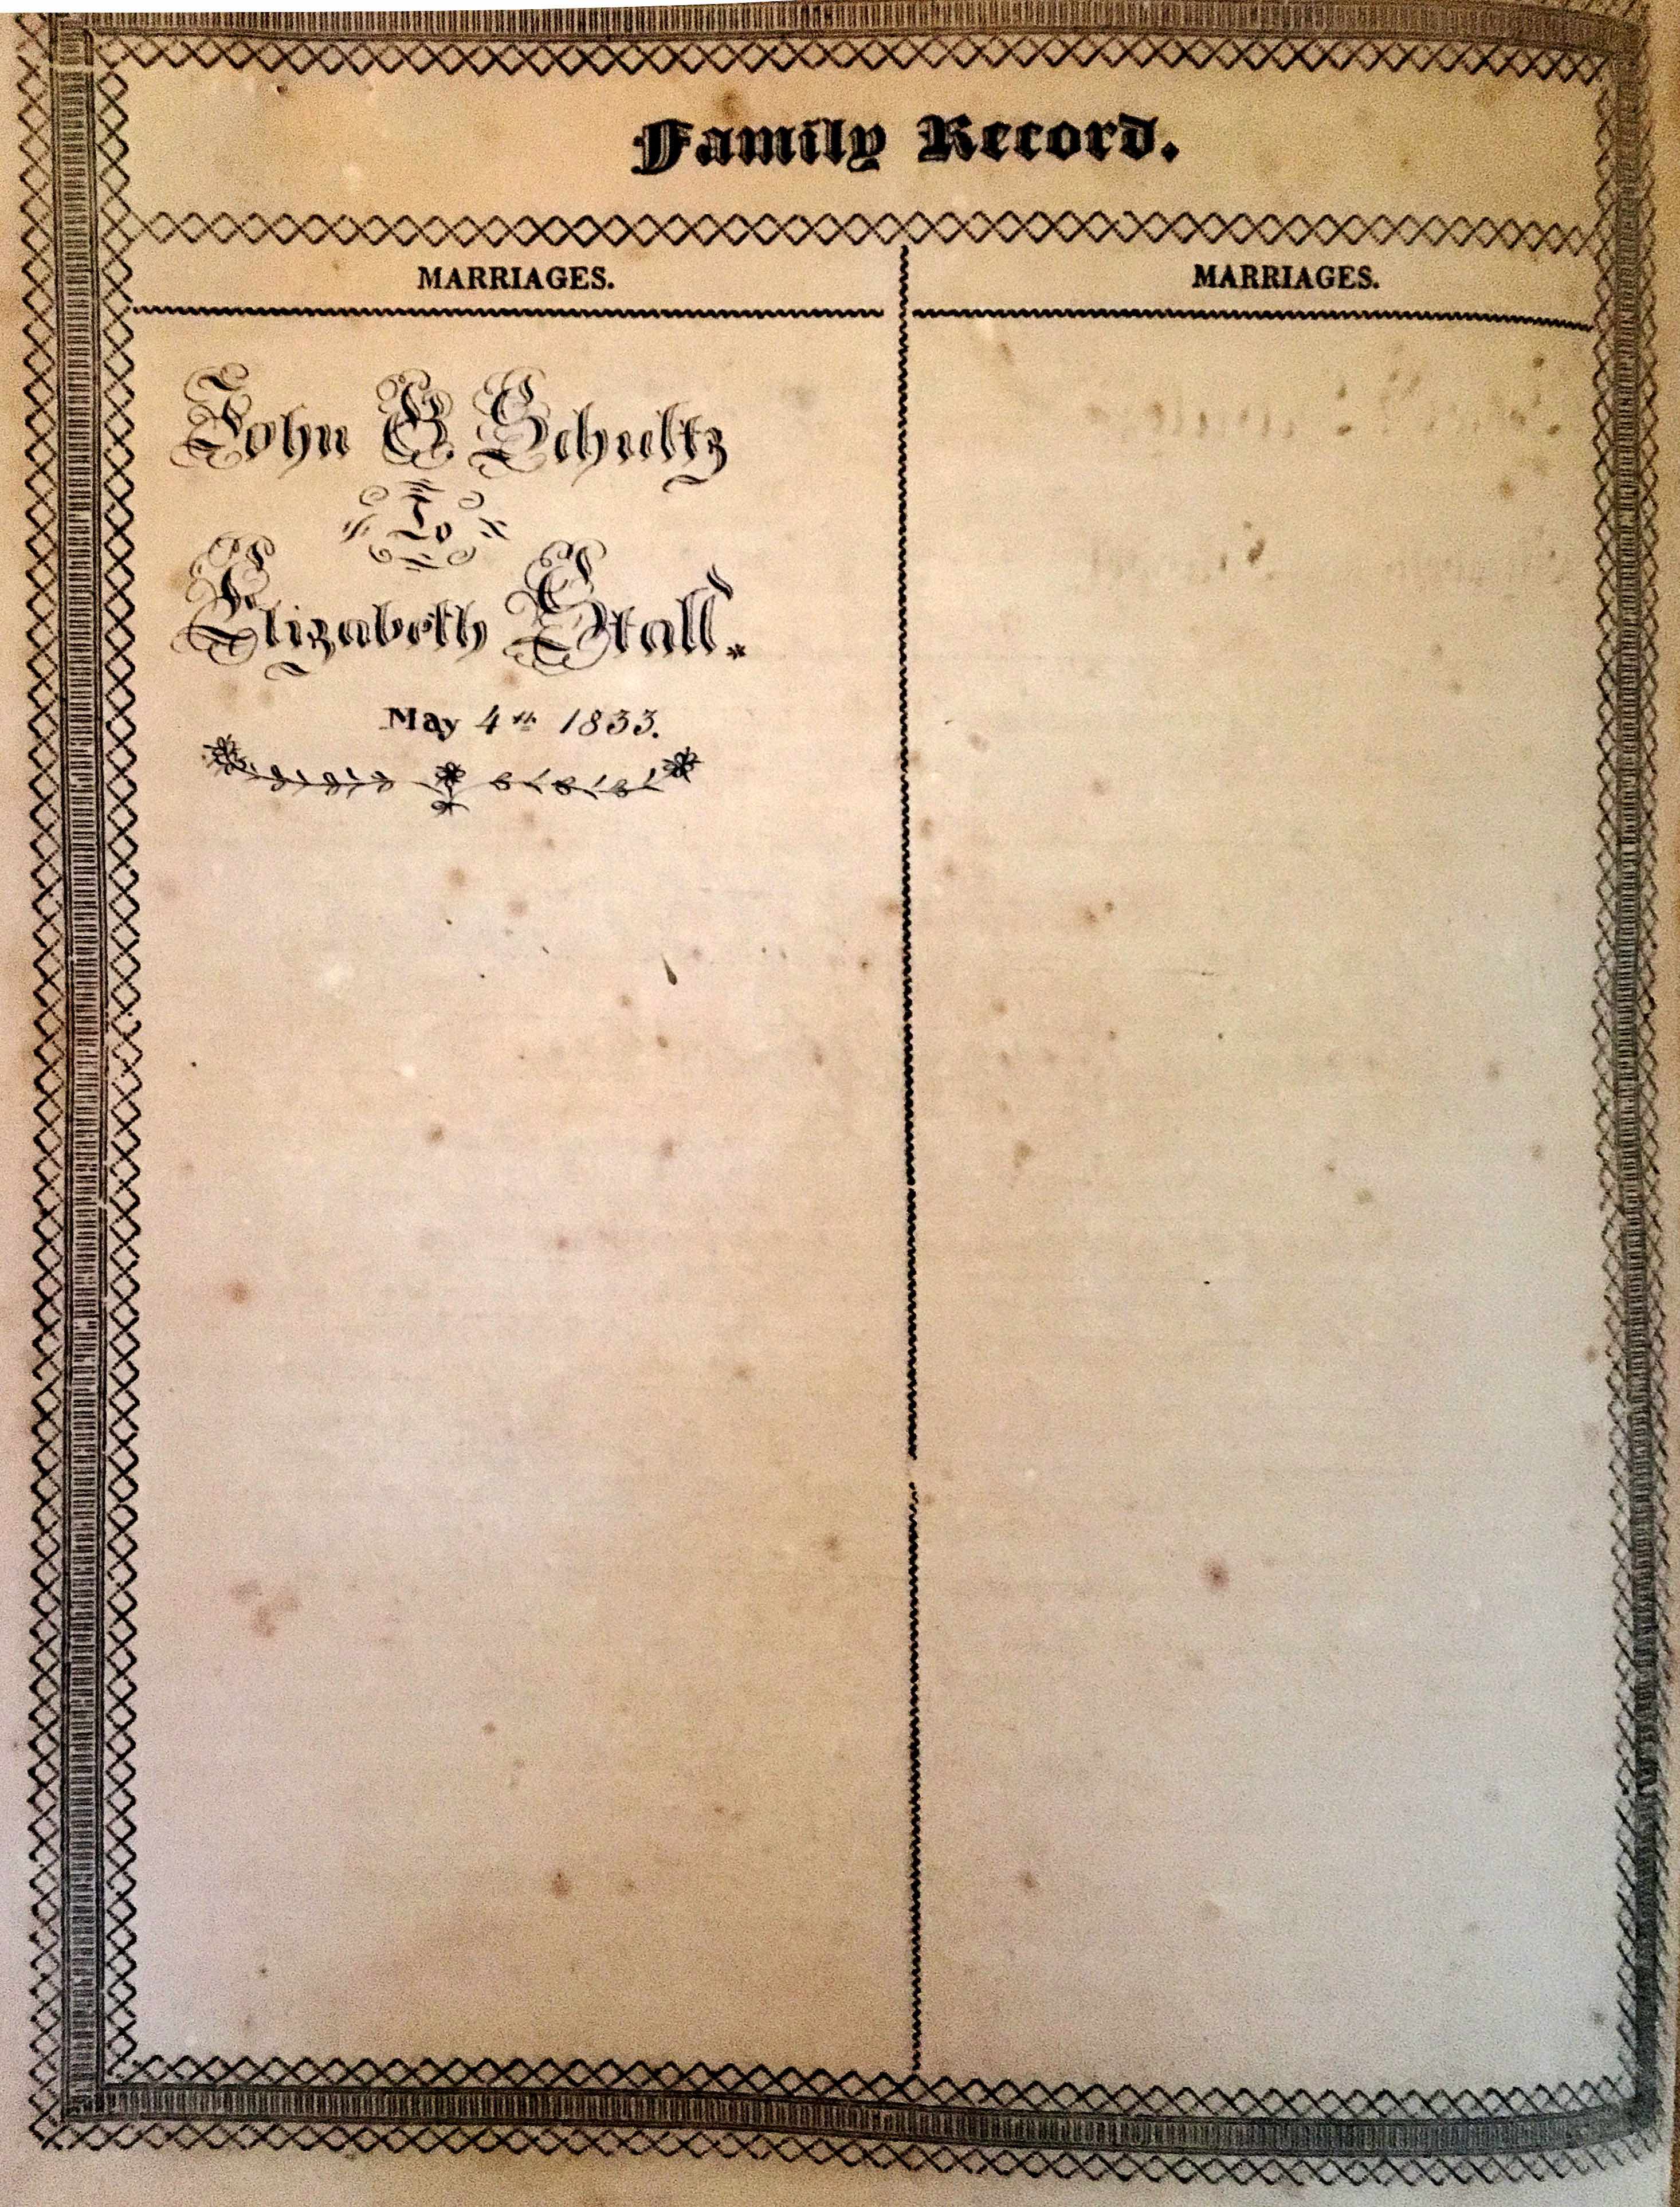 Family Record.
MARRIAGES.
MARRIAGES.
John B. Schultz
To
Elizabeth Stall.
May 4th 1833.